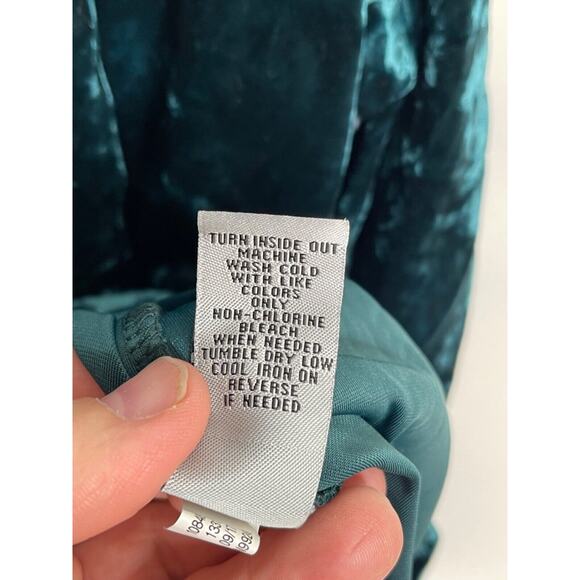 TURN INSIDE OUT
MACHINE
WASH COLD
WITH LIKE
COLORS
ONLY
NON-CHLORINE
BLEACH
WHEN NEEDED
TUMBLE DRY LOW
COOL IRON ON
REVERSE
IF NEEDED